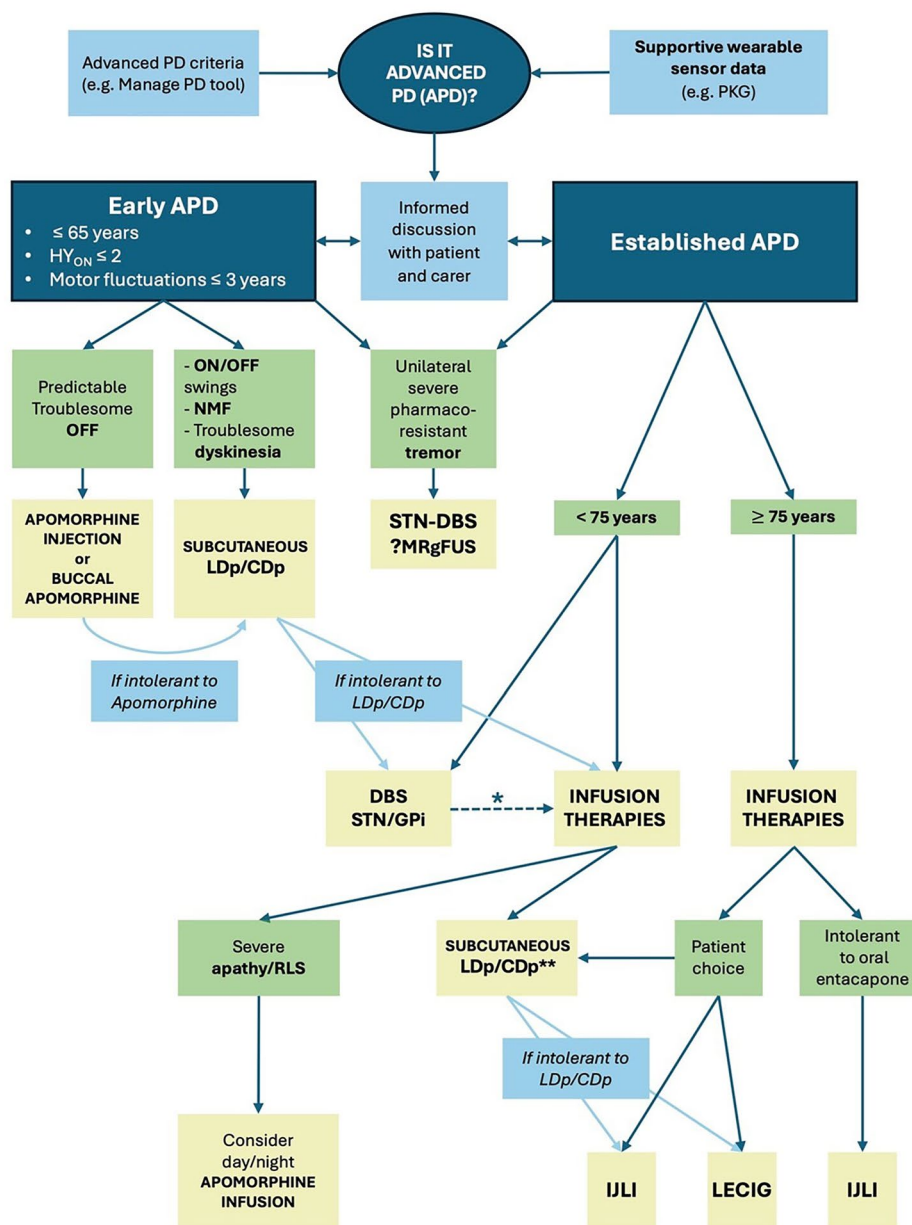 Advanced PD criteria
(e.g. Manage PD tool)
IS IT
ADVANCED
PD (APD)?
Supportive wearable
sensor data
(e.g. PKG)
Early APD
• ≤ 65 years
• HY_ON ≤ 2
• Motor fluctuations ≤ 3 years
Informed
discussion
with patient
and carer
Established APD
Predictable
Troublesome
OFF
- ON/OFF
swings
- NMF
- Troublesome
dyskinesia
Unilateral
severe
pharmaco-
resistant
tremor
APOMORPHINE
INJECTION
or
BUCCAL
APOMORPHINE
SUBCUTANEOUS
LDp/CDp
STN-DBS
?MRgFUS
< 75 years
≥ 75 years
If intolerant to
Apomorphine
If intolerant to
LDp/CDp
DBS
STN/GPi
*
INFUSION
THERAPIES
INFUSION
THERAPIES
Severe
apathy/RLS
SUBCUTANEOUS
LDp/CDp**
Patient
choice
Intolerant
to oral
entacapone
If intolerant to
LDp/CDp
Consider
day/night
APOMORPHINE
INFUSION
IJLI
LECIG
IJLI